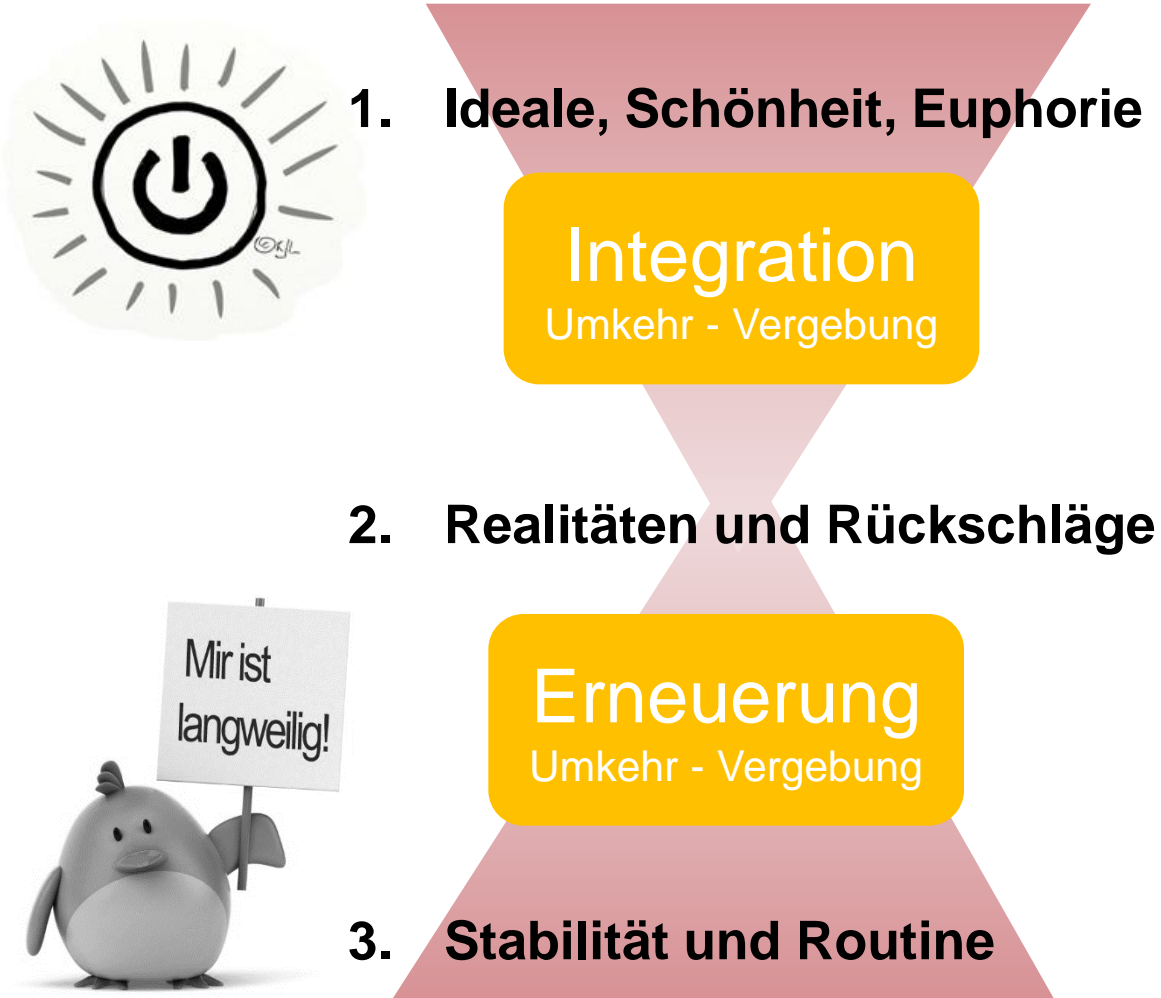 1. Ideale, Schönheit, Euphorie
Integration
Umkehr - Vergebung
2. Realitäten und Rückschläge
Mir ist
langweilig!
Erneuerung
Umkehr - Vergebung
3. Stabilität und Routine